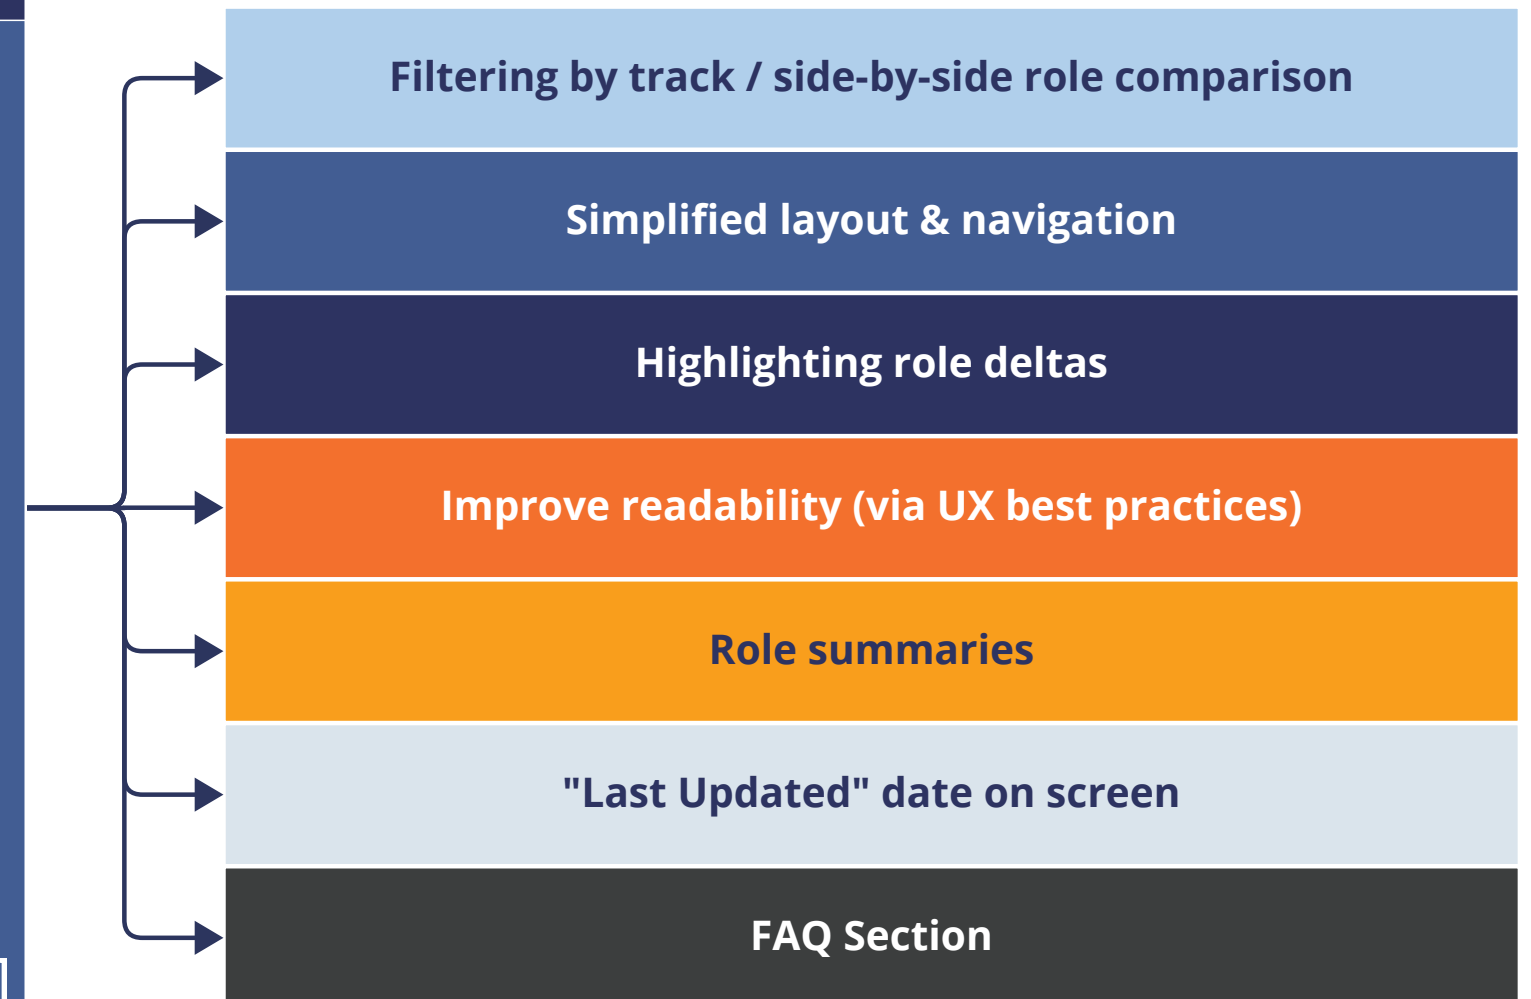 Filtering by track / side-by-side role comparison
Simplified layout & navigation
Highlighting role deltas
Improve readability (via UX best practices)
Role summaries
"Last Updated" date on screen
FAQ Section